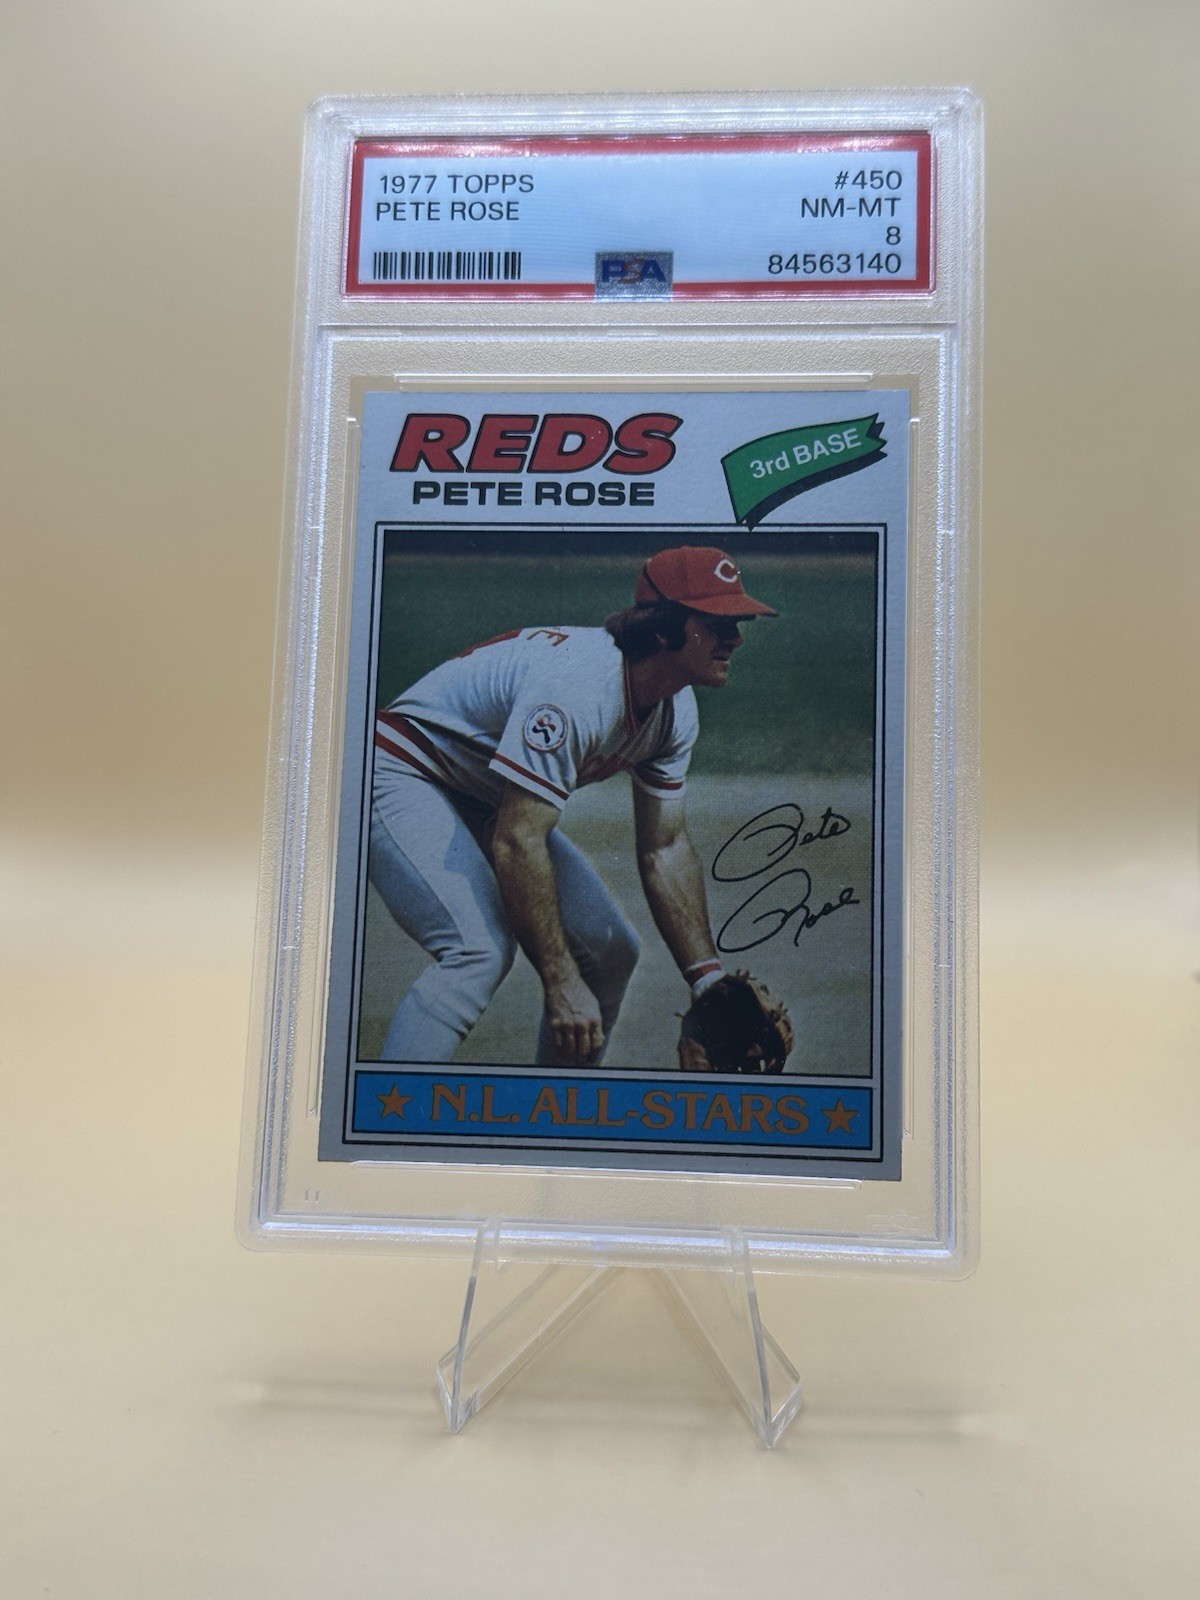 1977 TOPPS #450
PETE ROSE NM-MT
8
PSA 84563140
REDS
PETE ROSE
3rd BASE
C
Pete
Rose
★ N.L. ALL-STARS ★